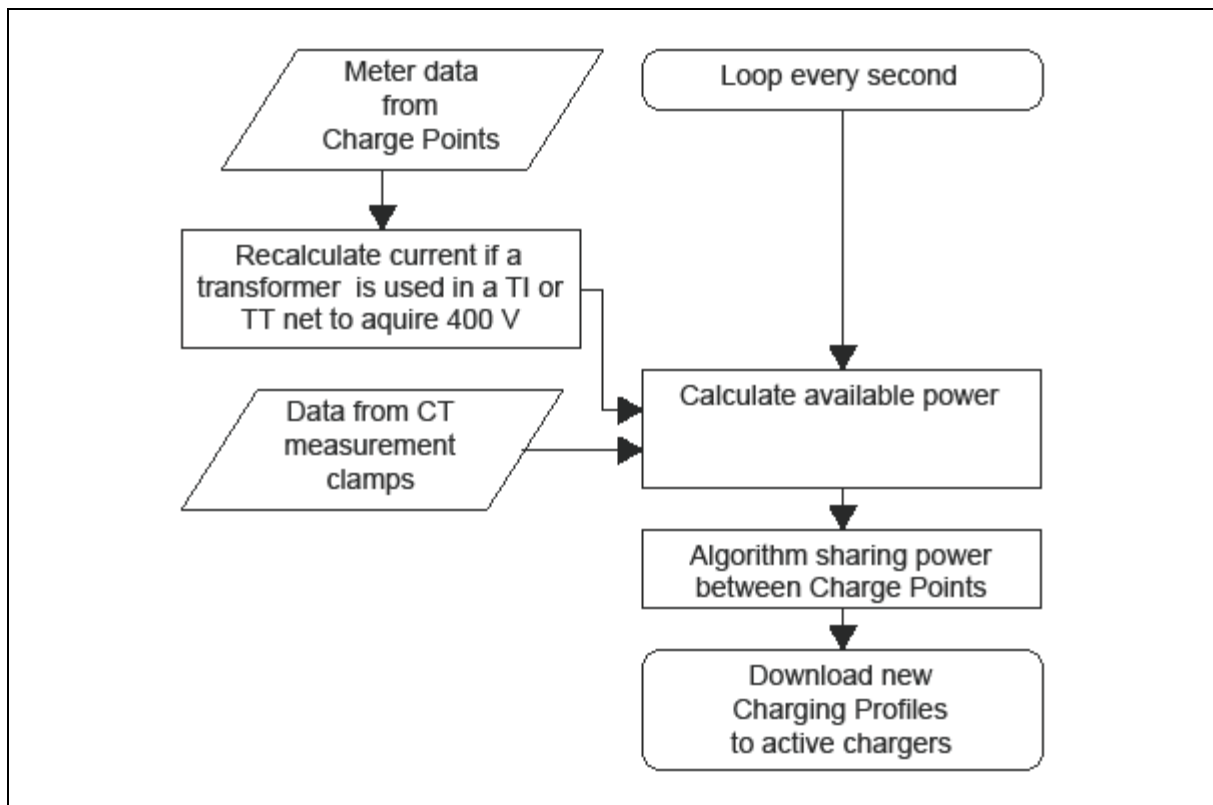 Meter data
from
Charge Points
Loop every second
Recalculate current if a
transformer is used in a TI or
TT net to aquire 400 V
Data from CT
measurement
clamps
Calculate available power
Algorithm sharing power
between Charge Points
Download new
Charging Profiles
to active chargers